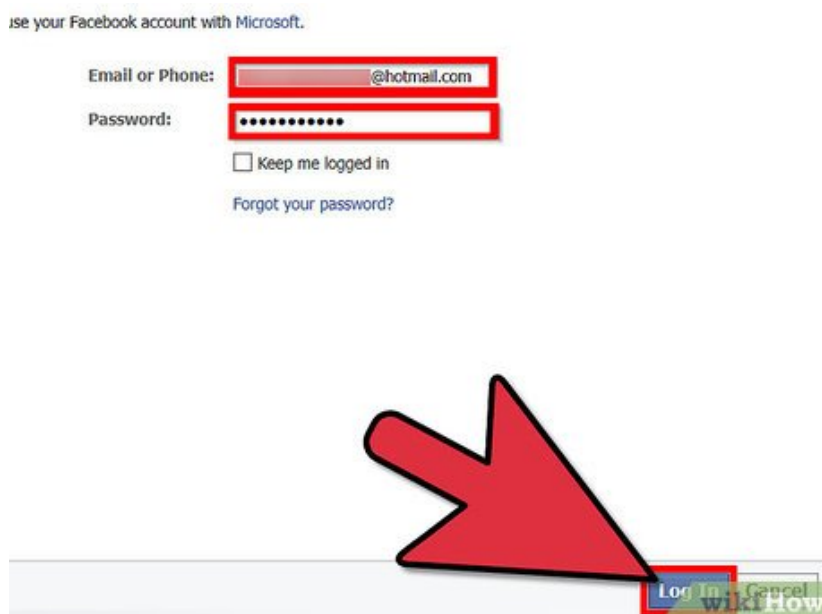 use your Facebook account with Microsoft.
Email or Phone: @hotmail.com
Password: ●●●●●●●●●●●
Keep me logged in
Forgot your password?
Log In Cancel
wikiHow